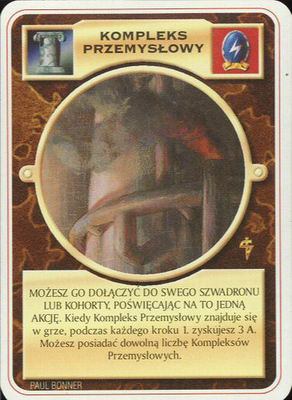 KOMPLEKS
PRZEMYSŁOWY
MOŻESZ GO DOŁĄCZYĆ DO SWEGO SZWADRONU
LUB KOHORTY, POŚWIĘCAJĄC NA TO JEDNĄ
AKCJĘ. Kiedy Kompleks Przemysłowy znajduje się
w grze, podczas każdego kroku 1. zyskujesz 3 A.
Możesz posiadać dowolną liczbę Kompleksów
Przemysłowych.
PAUL BONNER